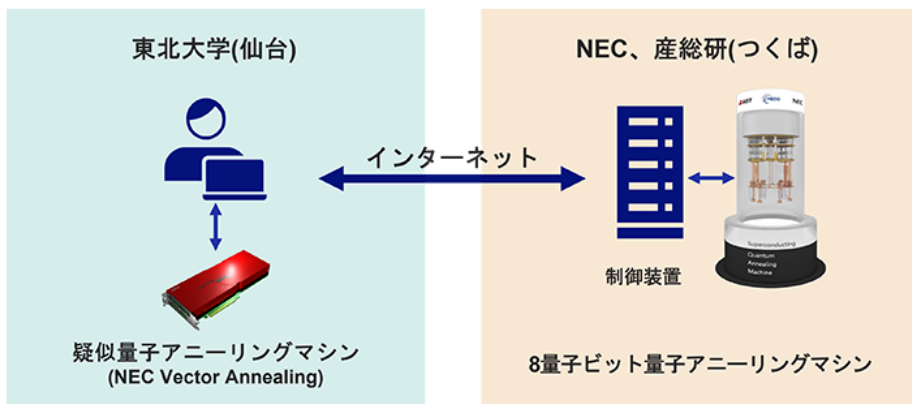 東北大学(仙台)
疑似量子アニーリングマシン
(NEC Vector Annealing)
インターネット
NEC、産総研(つくば)
制御装置
NEDO
NEC
Superconducting
Quantum
Annealing
Machine
8量子ビット量子アニーリングマシン